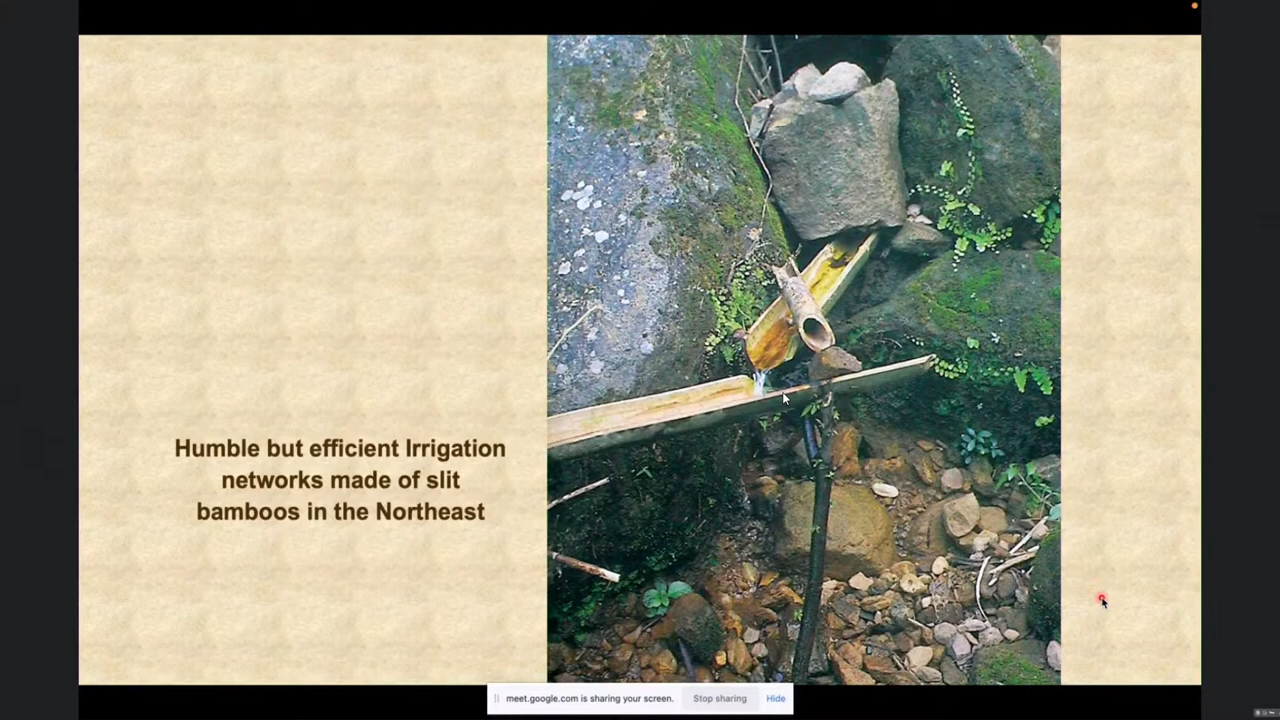 Humble but efficient Irrigation
networks made of slit
bamboos in the Northeast
meet.google.com is sharing your screen.
Stop sharing
Hide